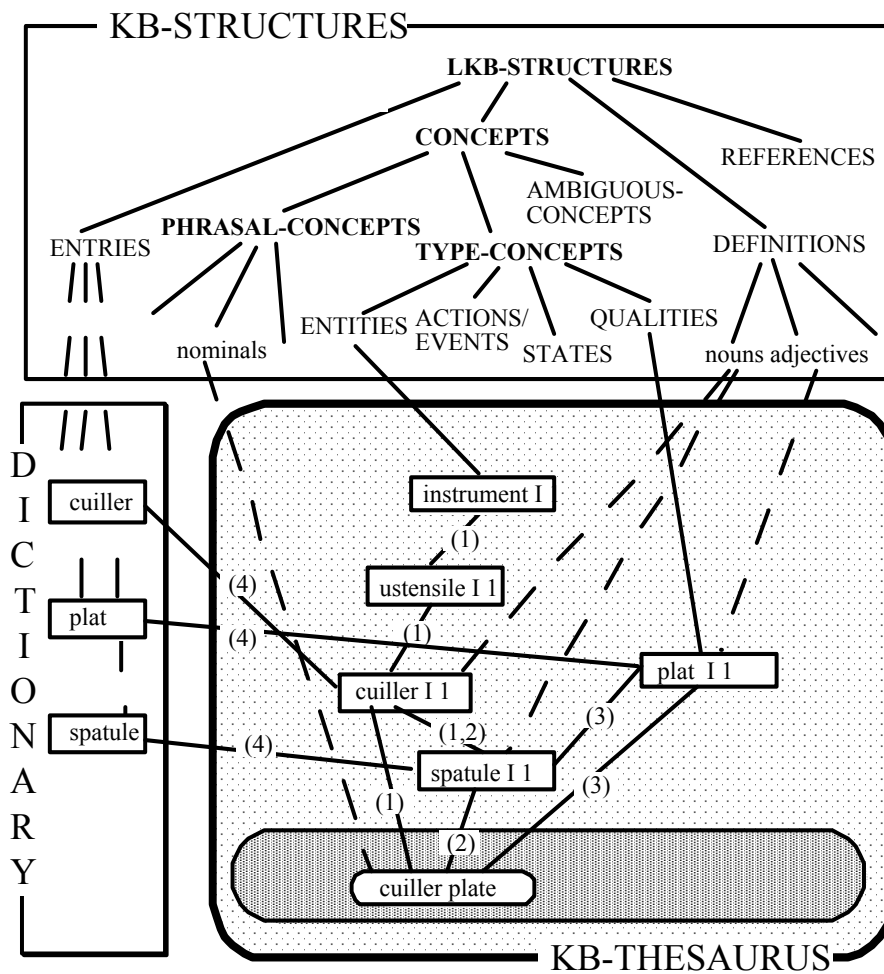 KB-STRUCTURES
LKB-STRUCTURES
CONCEPTS
REFERENCES
AMBIGUOUS-
CONCEPTS
PHRASAL-CONCEPTS
ENTRIES
TYPE-CONCEPTS
DEFINITIONS
ENTITIES
ACTIONS/
EVENTS
QUALITIES
STATES
nominals
nouns adjectives
DICTIONARY
cuiller
instrument I
(1)
ustensile I 1
(4)
plat
(4)
(1)
plat I 1
cuiller I 1
(3)
spatule
(1,2)
(4)
spatule I 1
(3)
(1)
(2)
cuiller plate
KB-THESAURUS